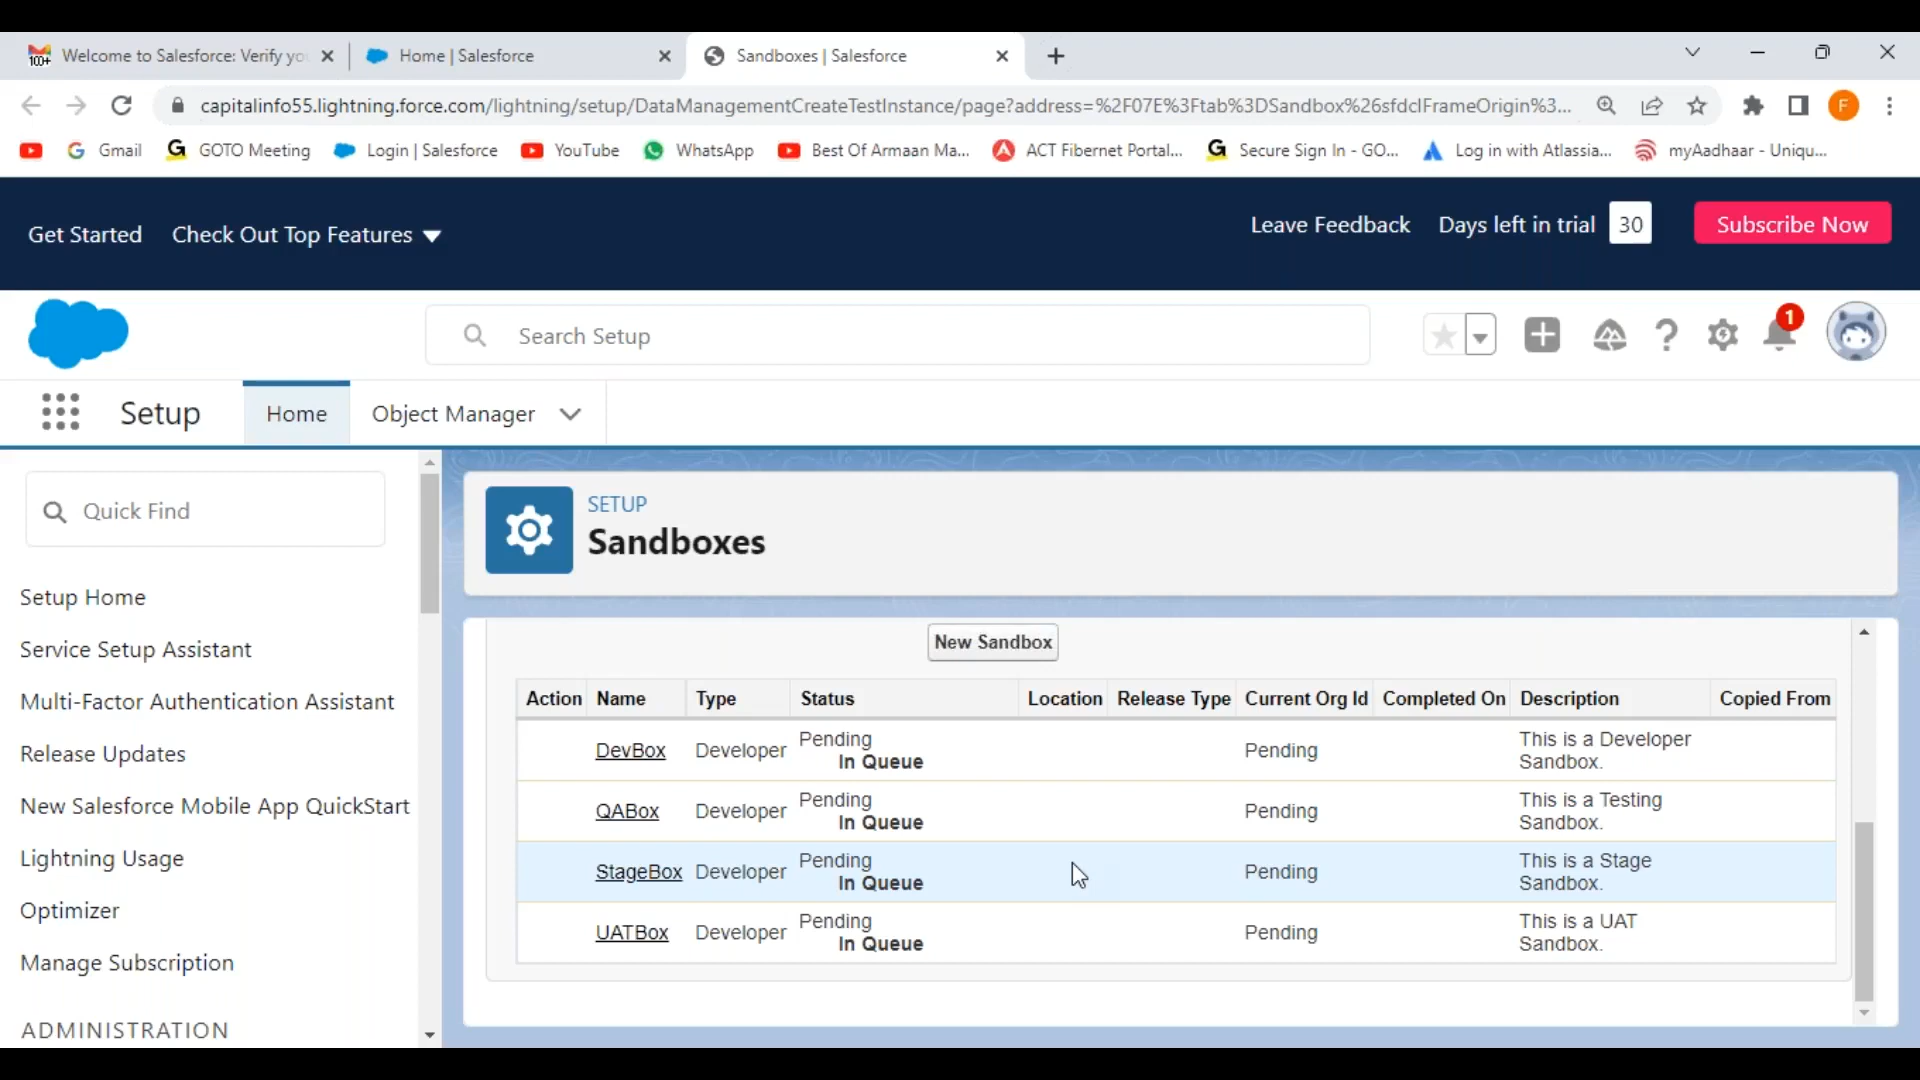 100+ Welcome to Salesforce: Verify yo
Home | Salesforce
Sandboxes | Salesforce
capitalinfo55.lightning.force.com/lightning/setup/DataManagementCreateTestInstance/page?address=%2F07E%3Ftab%3DSandbox%26sfdcIFrameOrigin%3...
F
Gmail
GOTO Meeting
Login | Salesforce
YouTube
WhatsApp
Best Of Armaan Ma...
ACT Fibernet Portal...
Secure Sign In - GO...
Log in with Atlassia...
myAadhaar - Uniqu...
Get Started
Check Out Top Features
Leave Feedback
Days left in trial 30
Subscribe Now
Search Setup
1
Setup
Home
Object Manager
Quick Find
Setup Home
Service Setup Assistant
Multi-Factor Authentication Assistant
Release Updates
New Salesforce Mobile App QuickStart
Lightning Usage
Optimizer
Manage Subscription
ADMINISTRATION
SETUP
Sandboxes
New Sandbox
Action Name Type Status Location Release Type Current Org Id Completed On Description Copied From
DevBox Developer Pending In Queue Pending This is a Developer Sandbox.
QABox Developer Pending In Queue Pending This is a Testing Sandbox.
StageBox Developer Pending In Queue Pending This is a Stage Sandbox.
UATBox Developer Pending In Queue Pending This is a UAT Sandbox.